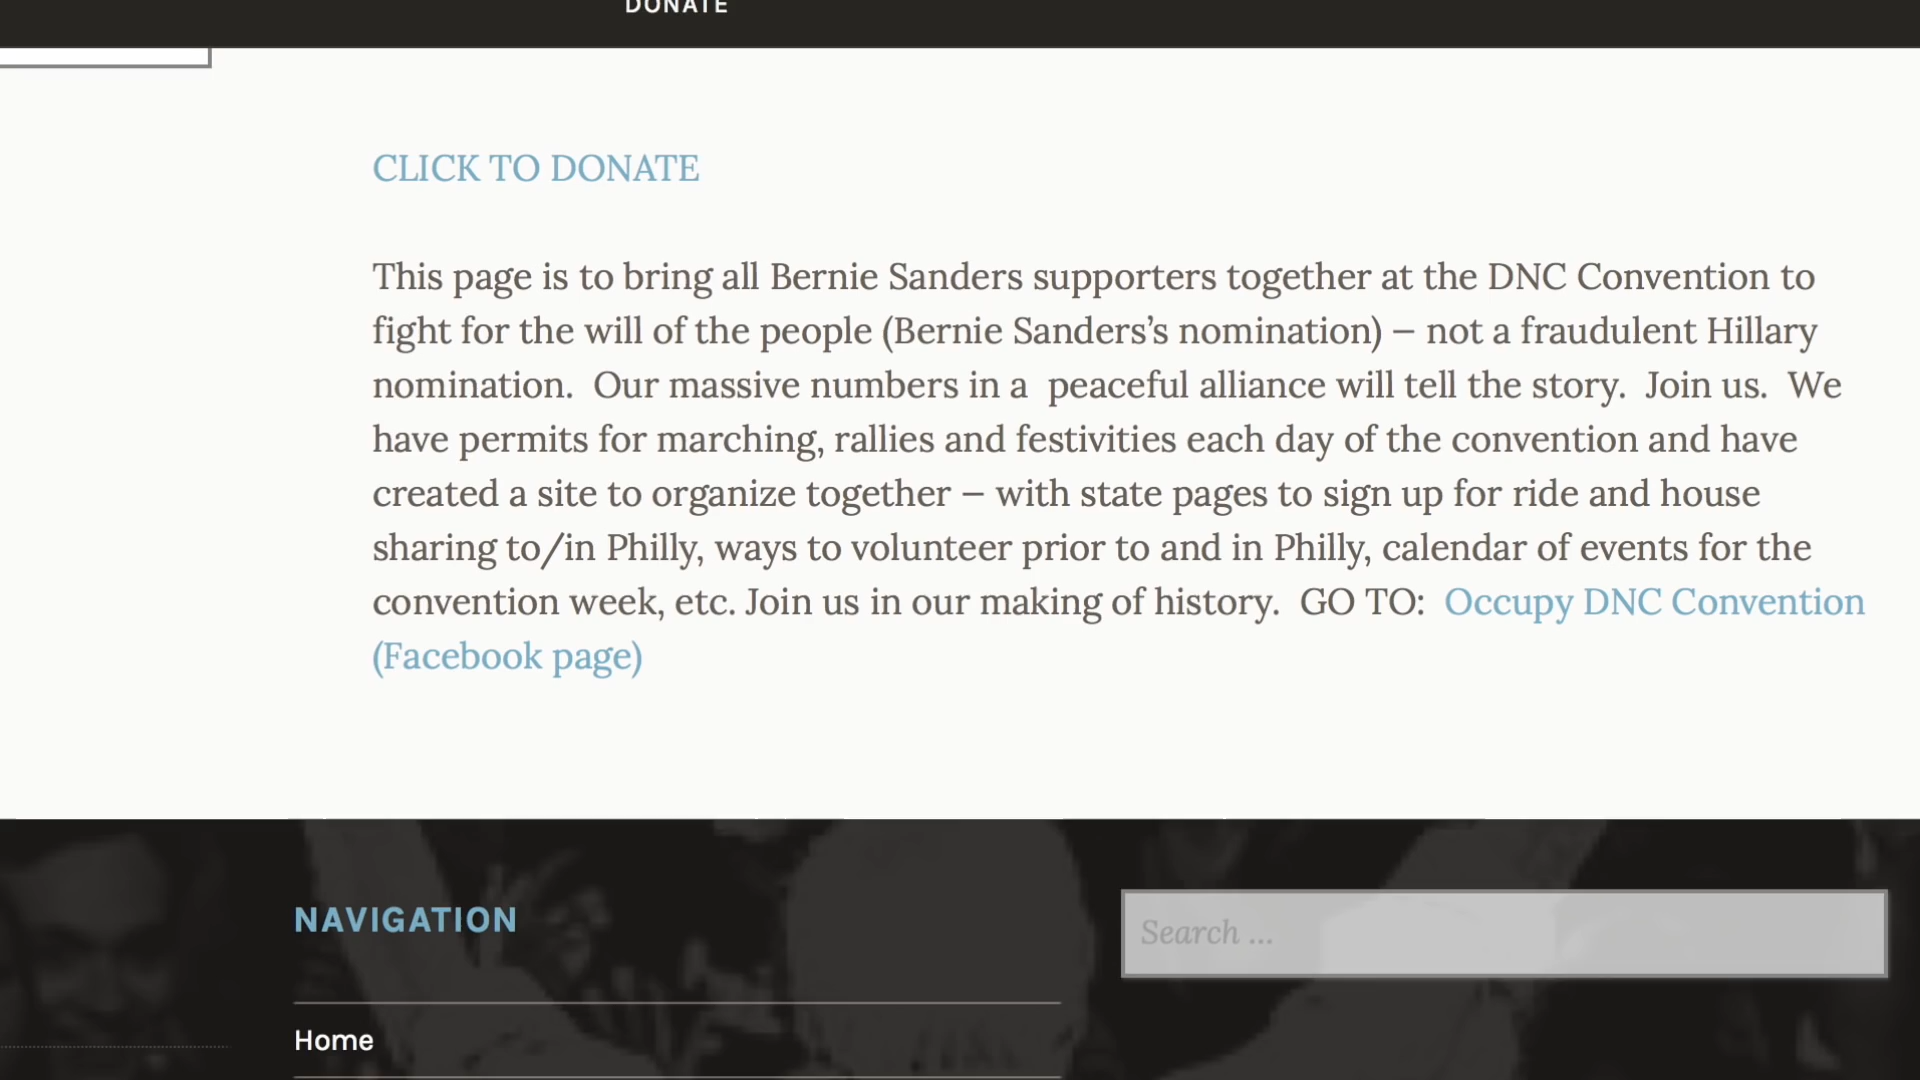 DONATE
CLICK TO DONATE
This page is to bring all Bernie Sanders supporters together at the DNC Convention to
fight for the will of the people (Bernie Sanders’s nomination) – not a fraudulent Hillary
nomination.  Our massive numbers in a  peaceful alliance will tell the story.  Join us.  We
have permits for marching, rallies and festivities each day of the convention and have
created a site to organize together – with state pages to sign up for ride and house
sharing to/in Philly, ways to volunteer prior to and in Philly, calendar of events for the
convention week, etc. Join us in our making of history.  GO TO:  Occupy DNC Convention
(Facebook page)
NAVIGATION
Search ...
Home